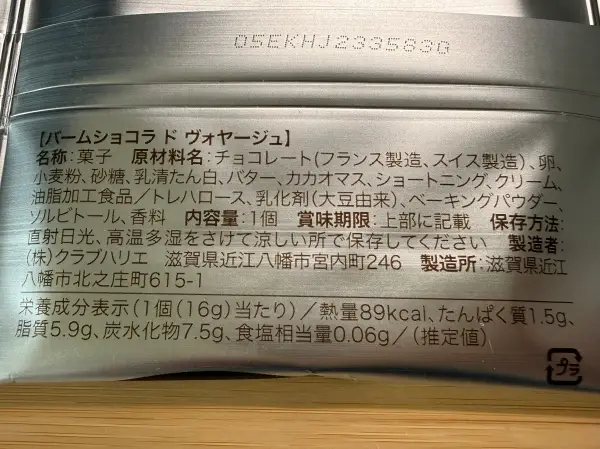 05EKHJ233583G
【バームショコラ ド ヴォヤージュ】
名称：菓子　原材料名：チョコレート（フランス製造、スイス製造）、卵、
小麦粉、砂糖、乳清たん白、バター、カカオマス、ショートニング、クリーム、
油脂加工食品／トレハロース、乳化剤（大豆由来）、ベーキングパウダー、
ソルビトール、香料　内容量：1個　賞味期限：上部に記載　保存方法：
直射日光、高温多湿をさけて涼しい所で保存してください　製造者：
（株）クラブハリエ　滋賀県近江八幡市宮内町246　製造所：滋賀県近江
八幡市北之庄町615-1
栄養成分表示（1個（16g）当たり）／熱量89kcal、たんぱく質1.5g、
脂質5.9g、炭水化物7.5g、食塩相当量0.06g／（推定値）
プラ